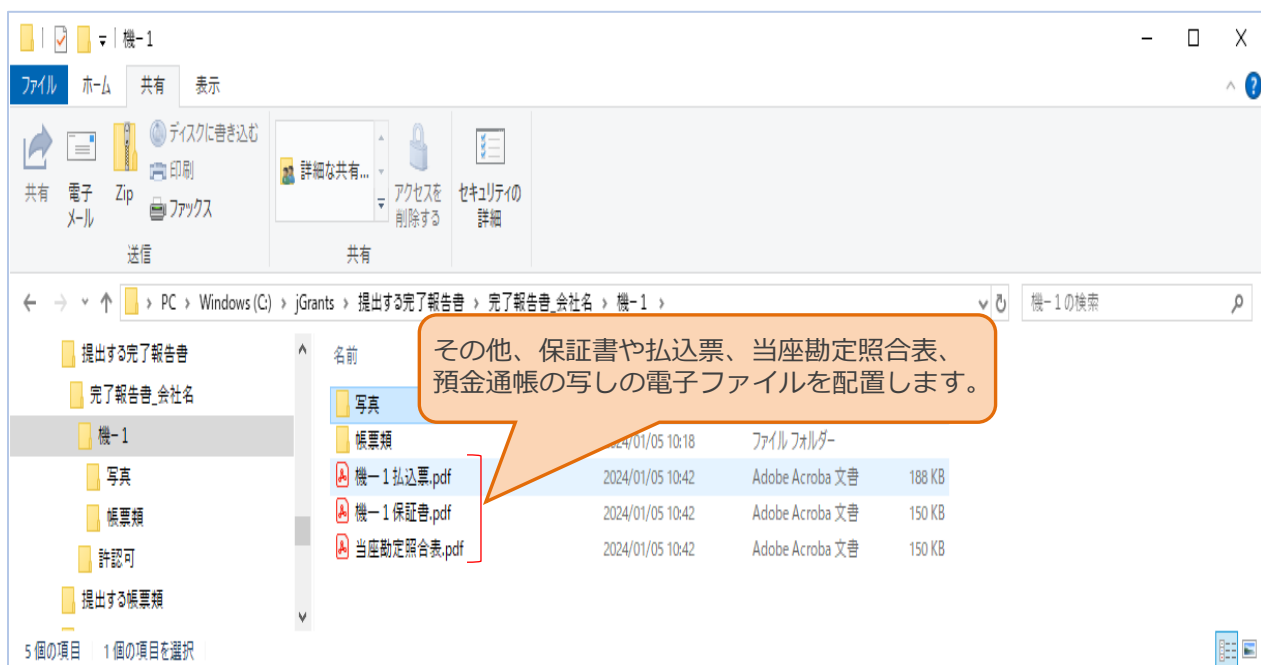 機−1
ファイル ホーム 共有 表示
共有
電子メール
Zip
ディスクに書き込む
印刷
ファックス
送信
詳細な共有...
アクセスを
削除する
共有
セキュリティの
詳細
PC › Windows (C:) › jGrants › 提出する完了報告書 › 完了報告書_会社名 › 機−1 ›
機−1の検索
提出する完了報告書
完了報告書_会社名
機−1
写真
帳票類
許認可
提出する帳票類
名前
その他、保証書や払込票、当座勘定照合表、
預金通帳の写しの電子ファイルを配置します。
写真
帳票類 2024/01/05 10:18 ファイル フォルダー
機ー1払込票.pdf 2024/01/05 10:42 Adobe Acroba 文書 188 KB
機ー1保証書.pdf 2024/01/05 10:42 Adobe Acroba 文書 150 KB
当座勘定照合表.pdf 2024/01/05 10:42 Adobe Acroba 文書 150 KB
5 個の項目 1 個の項目を選択